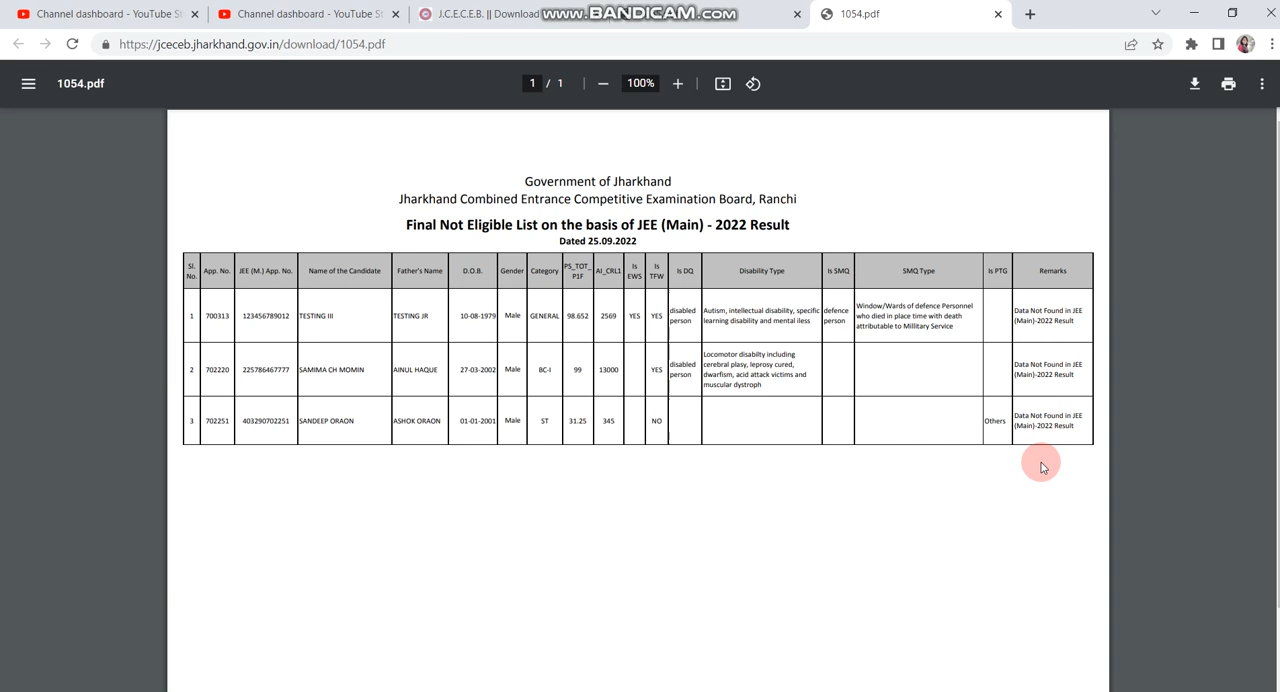 Channel dashboard - YouTube St
Channel dashboard - YouTube St
J.C.E.C.E.B. || Download
www.BANDICAM.com
1054.pdf
https://jceceb.jharkhand.gov.in/download/1054.pdf
1054.pdf
1 / 1
100%
Government of Jharkhand
Jharkhand Combined Entrance Competitive Examination Board, Ranchi
Final Not Eligible List on the basis of JEE (Main) - 2022 Result
Dated 25.09.2022
Sl. No. App. No. JEE (M.) App. No. Name of the Candidate Father's Name D.O.B. Gender Category PS_TOT_P1F AI_CRL1 Is EWS Is TFW Is DQ Disability Type Is SMQ SMQ Type Is PTG Remarks
1 700313 123456789012 TESTING III TESTING JR 10-08-1979 Male GENERAL 98.652 2569 YES YES disabled person Autism, intellectual disability, specific learning disability and mental iless defence person Window/Wards of defence Personnel who died in place time with death attributable to Millitary Service Data Not Found in JEE (Main)-2022 Result
2 702220 225786467777 SAMIMA CH MOMIN AINUL HAQUE 27-03-2002 Male BC-I 99 13000 YES disabled person Locomotor disabilty including cerebral plasy, leprosy cured, dwarfism, acid attack victims and muscular dystroph Data Not Found in JEE (Main)-2022 Result
3 702251 403290702251 SANDEEP ORAON ASHOK ORAON 01-01-2001 Male ST 31.25 345 NO Others Data Not Found in JEE (Main)-2022 Result